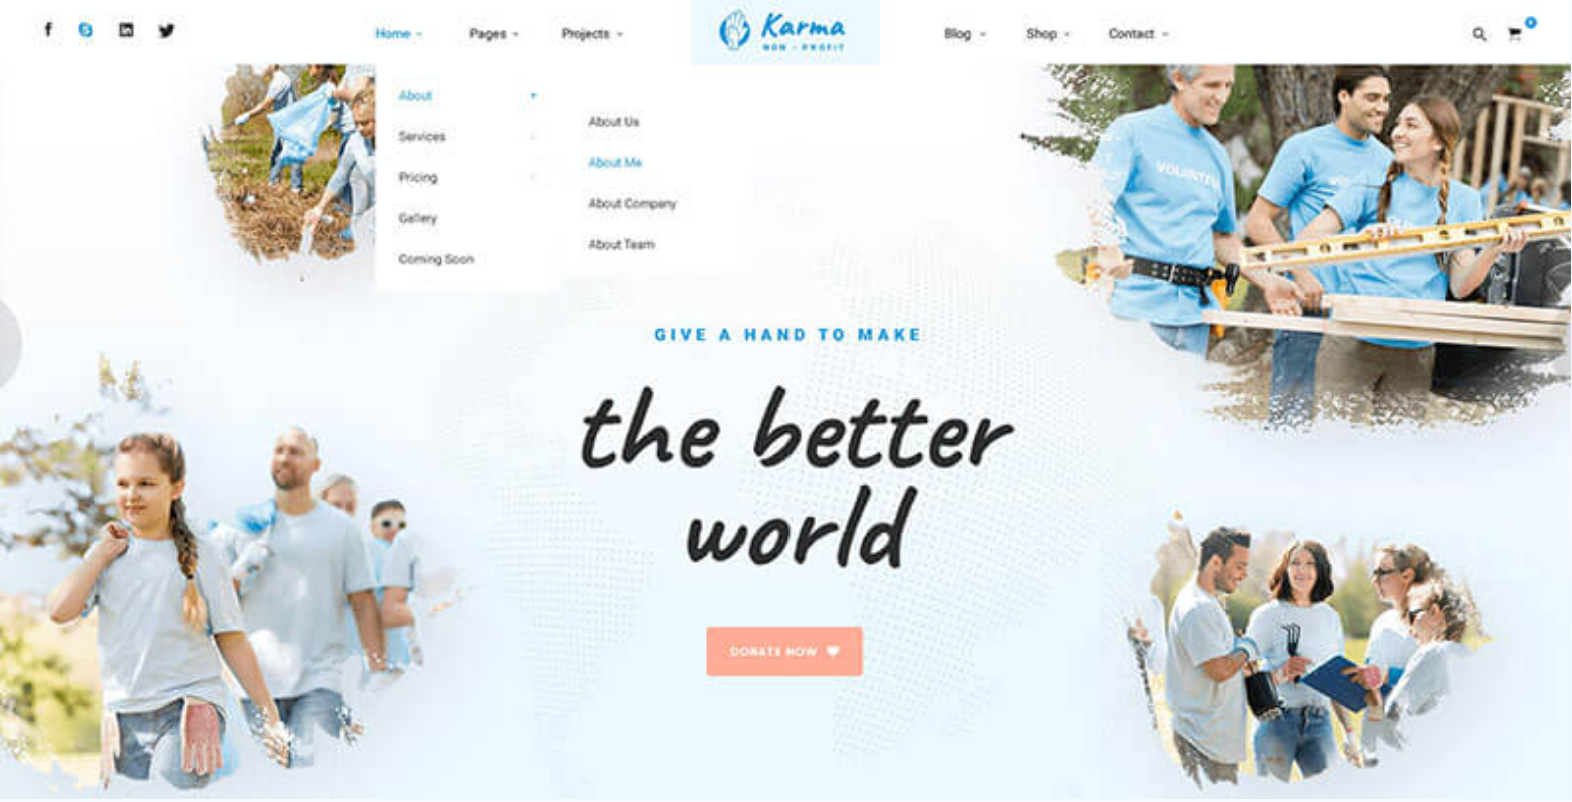 Home
Pages
Projects
Karma
NON - PROFIT
Blog
Shop
Contact
0
About
Services
Pricing
Gallery
Coming Soon
About Us
About Me
About Company
About Team
GIVE A HAND TO MAKE
the better
world
DONATE NOW